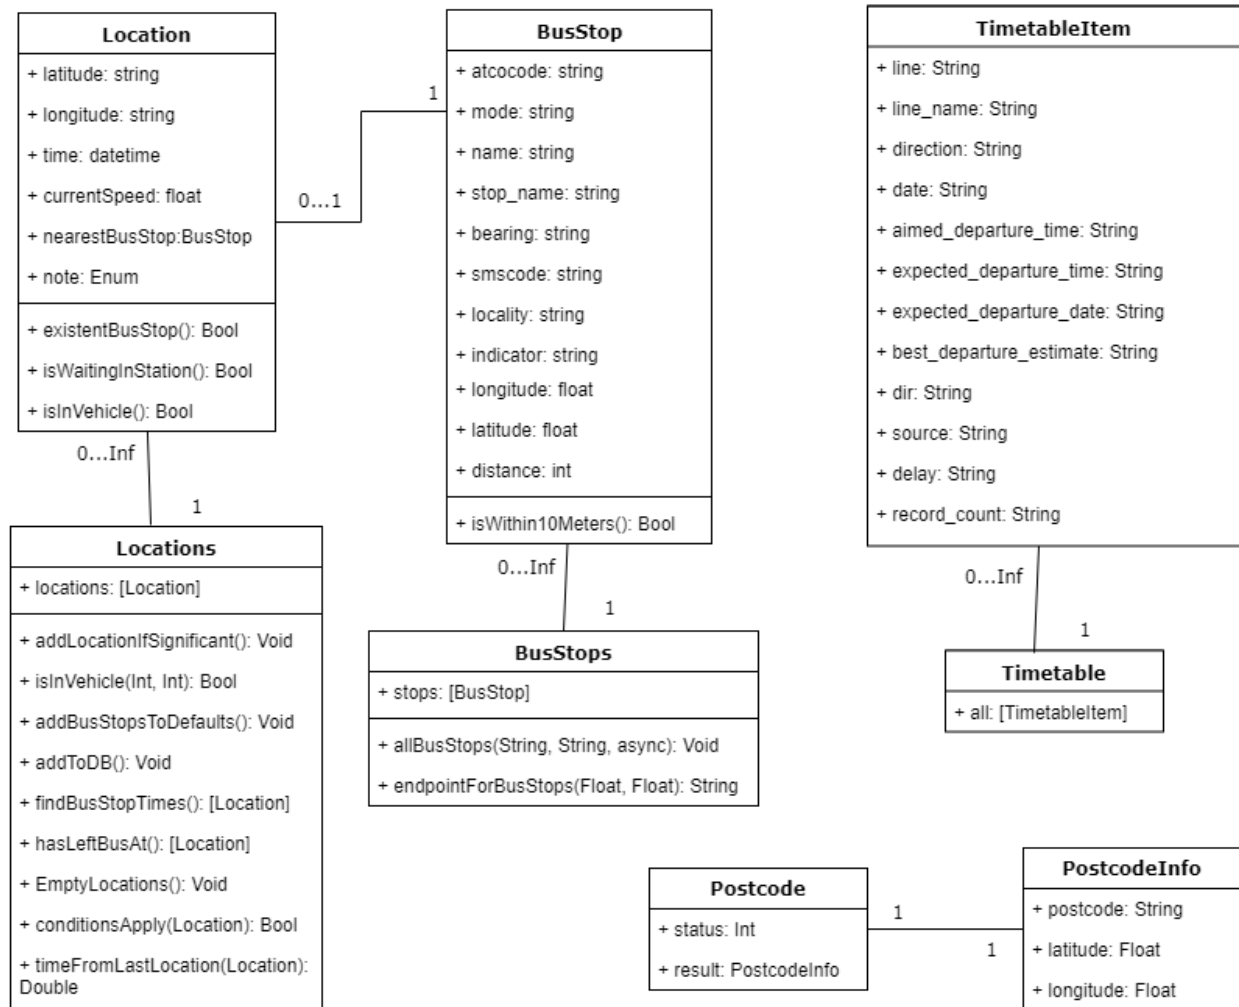 Location
+ latitude: string
+ longitude: string
+ time: datetime
+ currentSpeed: float
+ nearestBusStop:BusStop
+ note: Enum
+ existentBusStop(): Bool
+ isWaitingInStation(): Bool
+ isInVehicle(): Bool
0...1
1
BusStop
+ atcocode: string
+ mode: string
+ name: string
+ stop_name: string
+ bearing: string
+ smscode: string
+ locality: string
+ indicator: string
+ longitude: float
+ latitude: float
+ distance: int
+ isWithin10Meters(): Bool
TimetableItem
+ line: String
+ line_name: String
+ direction: String
+ date: String
+ aimed_departure_time: String
+ expected_departure_time: String
+ expected_departure_date: String
+ best_departure_estimate: String
+ dir: String
+ source: String
+ delay: String
+ record_count: String
0...Inf
1
Locations
+ locations: [Location]
+ addLocationIfSignificant(): Void
+ isInVehicle(Int, Int): Bool
+ addBusStopsToDefaults(): Void
+ addToDB(): Void
+ findBusStopTimes(): [Location]
+ hasLeftBusAt(): [Location]
+ EmptyLocations(): Void
+ conditionsApply(Location): Bool
+ timeFromLastLocation(Location):
Double
0...Inf
1
BusStops
+ stops: [BusStop]
+ allBusStops(String, String, async): Void
+ endpointForBusStops(Float, Float): String
0...Inf
1
Timetable
+ all: [TimetableItem]
Postcode
+ status: Int
+ result: PostcodeInfo
1
1
PostcodeInfo
+ postcode: String
+ latitude: Float
+ longitude: Float